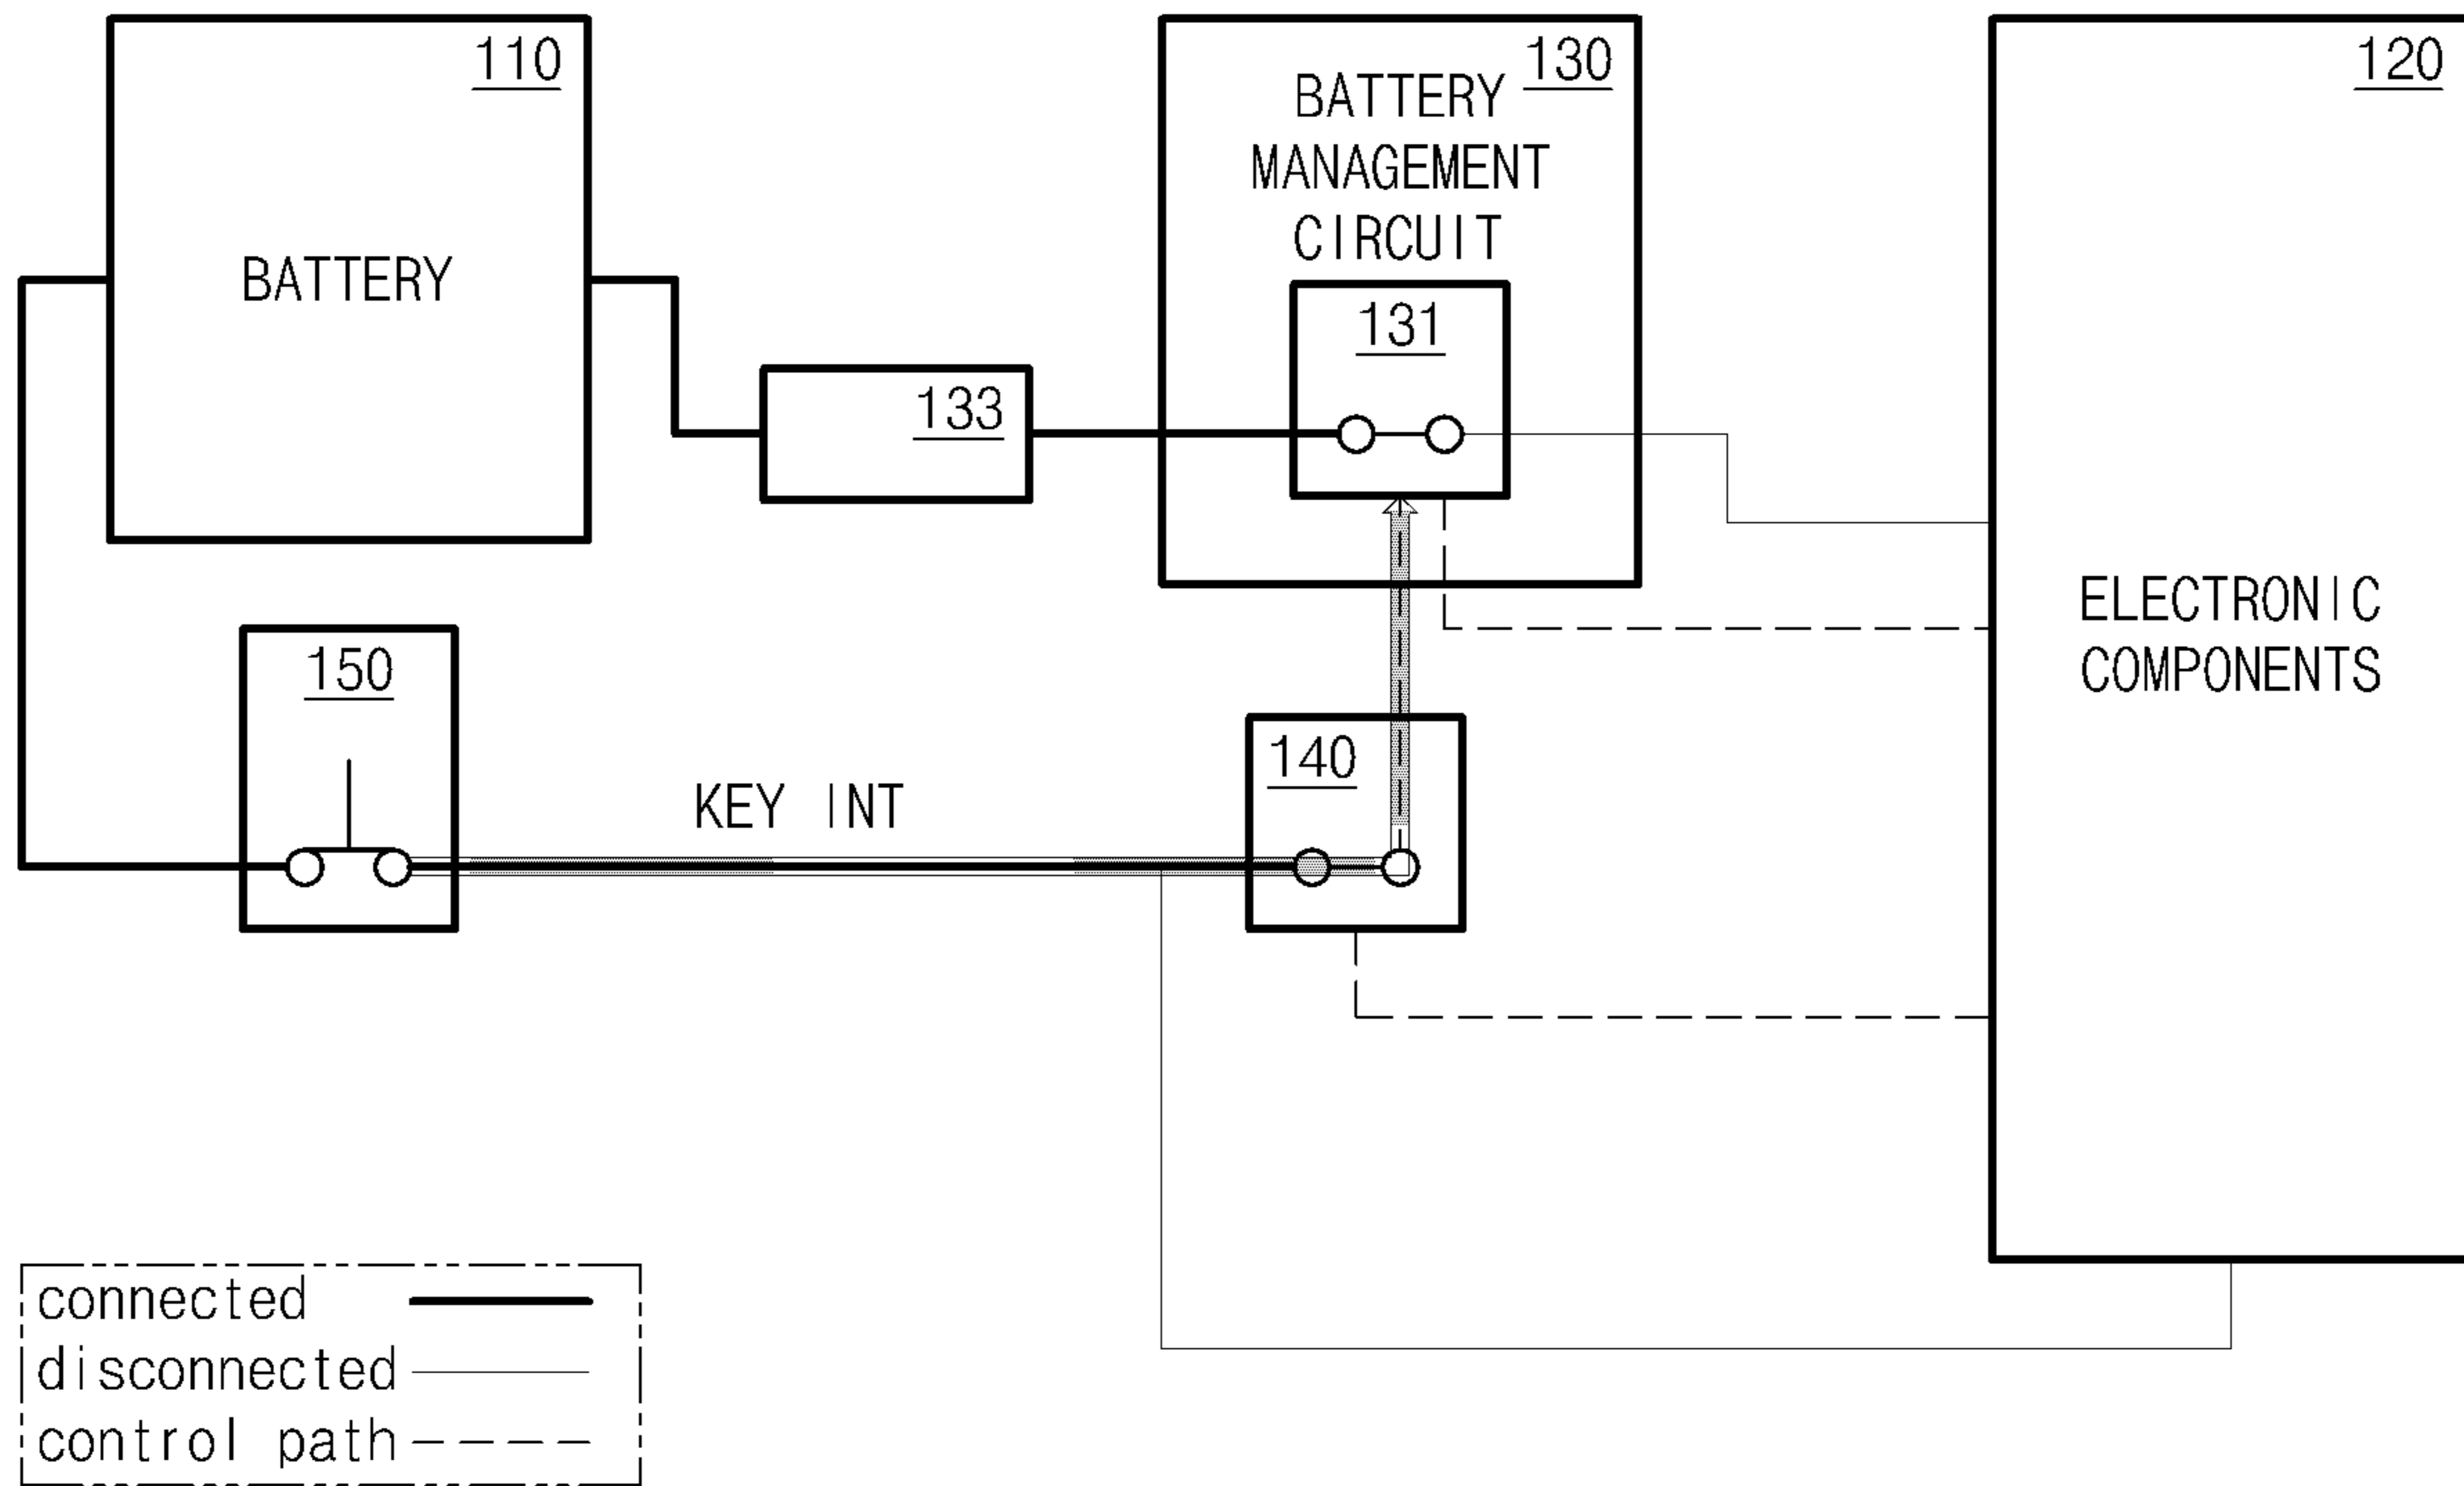 110
BATTERY
130
BATTERY
MANAGEMENT
CIRCUIT
131
133
120
ELECTRONIC
COMPONENTS
150
KEY INT
140
connected
disconnected
control path